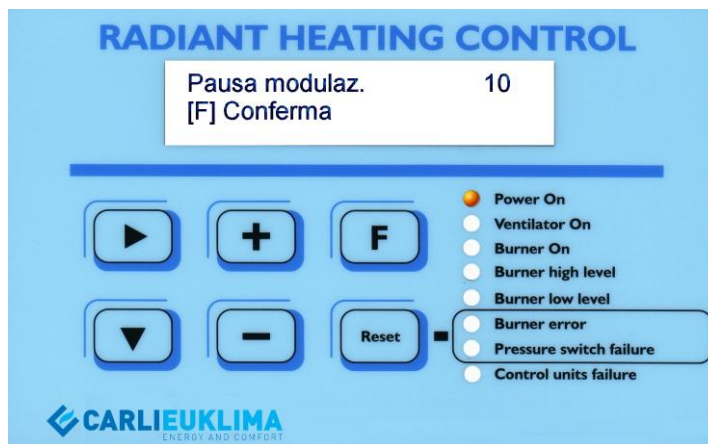 RADIANT HEATING CONTROL
Pausa modulaz. 10
[F] Conferma
Power On
Ventilator On
+
F
Burner On
Burner high level
Burner low level
Burner error
-
Reset
Pressure switch failure
Control units failure
CARLIEUKLIMA
ENERGY AND COMFORT